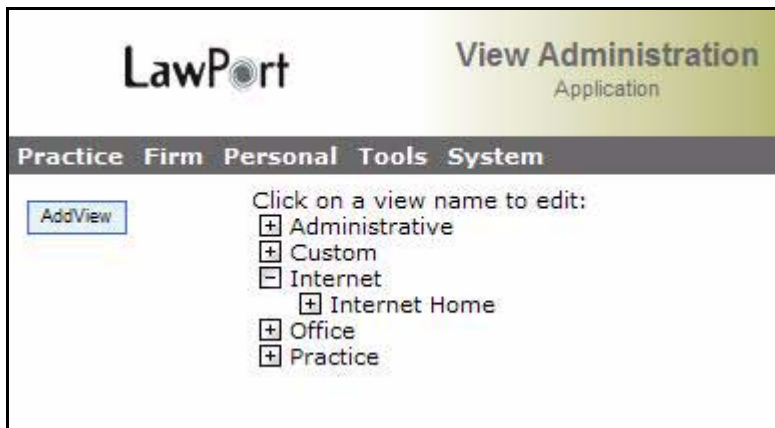 LawPort
View Administration
Application
Practice Firm Personal Tools System
AddView
Click on a view name to edit:
Administrative
Custom
Internet
Internet Home
Office
Practice